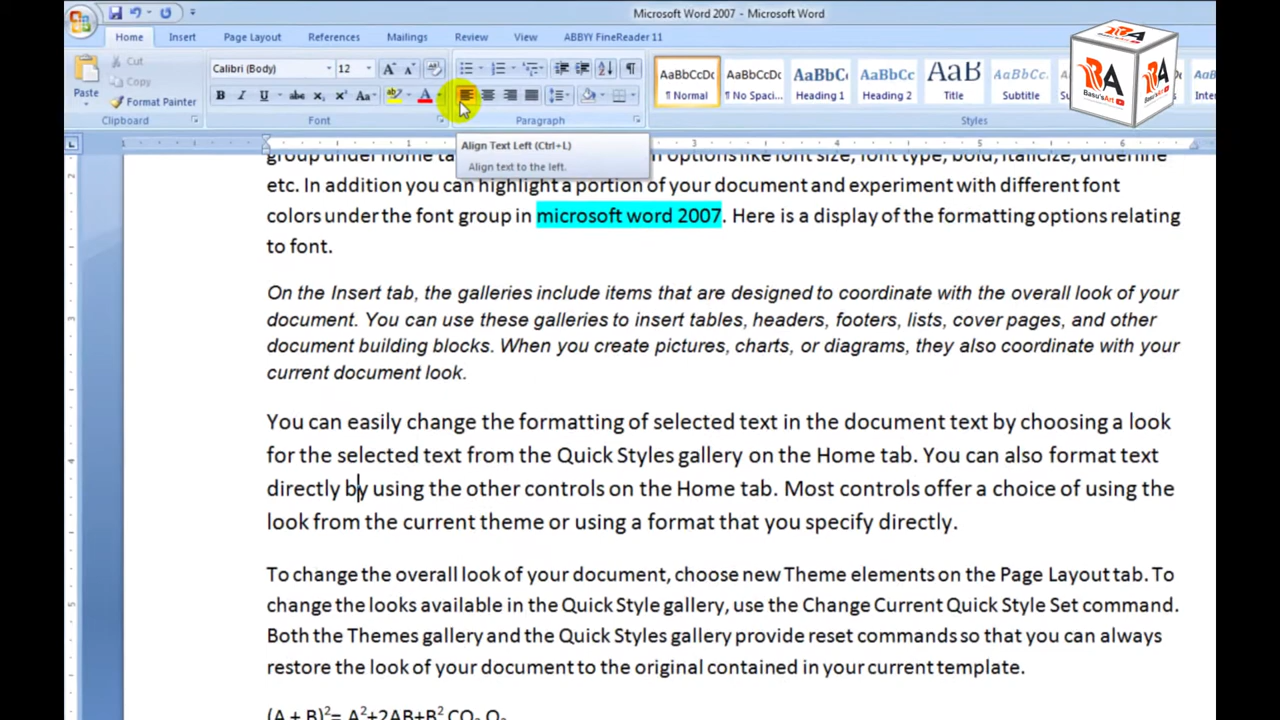 Microsoft Word 2007 - Microsoft Word
Home Insert Page Layout References Mailings Review View ABBYY FineReader 11
Cut
Copy
Paste
Format Painter
Clipboard
Calibri (Body) 12
Font
Paragraph
AaBbCcDc AaBbCcDc AaBbC AaBbCc AaB AaBbCc
¶ Normal ¶ No Spaci... Heading 1 Heading 2 Title Subtitle
Styles
BA
Basu'sArt
Align Text Left (Ctrl+L)
Align text to the left.
etc. In addition you can highlight a portion of your document and experiment with different font
colors under the font group in microsoft word 2007. Here is a display of the formatting options relating
to font.
On the Insert tab, the galleries include items that are designed to coordinate with the overall look of your
document. You can use these galleries to insert tables, headers, footers, lists, cover pages, and other
document building blocks. When you create pictures, charts, or diagrams, they also coordinate with your
current document look.
You can easily change the formatting of selected text in the document text by choosing a look
for the selected text from the Quick Styles gallery on the Home tab. You can also format text
directly by using the other controls on the Home tab. Most controls offer a choice of using the
look from the current theme or using a format that you specify directly.
To change the overall look of your document, choose new Theme elements on the Page Layout tab. To
change the looks available in the Quick Style gallery, use the Change Current Quick Style Set command.
Both the Themes gallery and the Quick Styles gallery provide reset commands so that you can always
restore the look of your document to the original contained in your current template.
(A + B)²= A²+2AB+B² CO₂ O₂